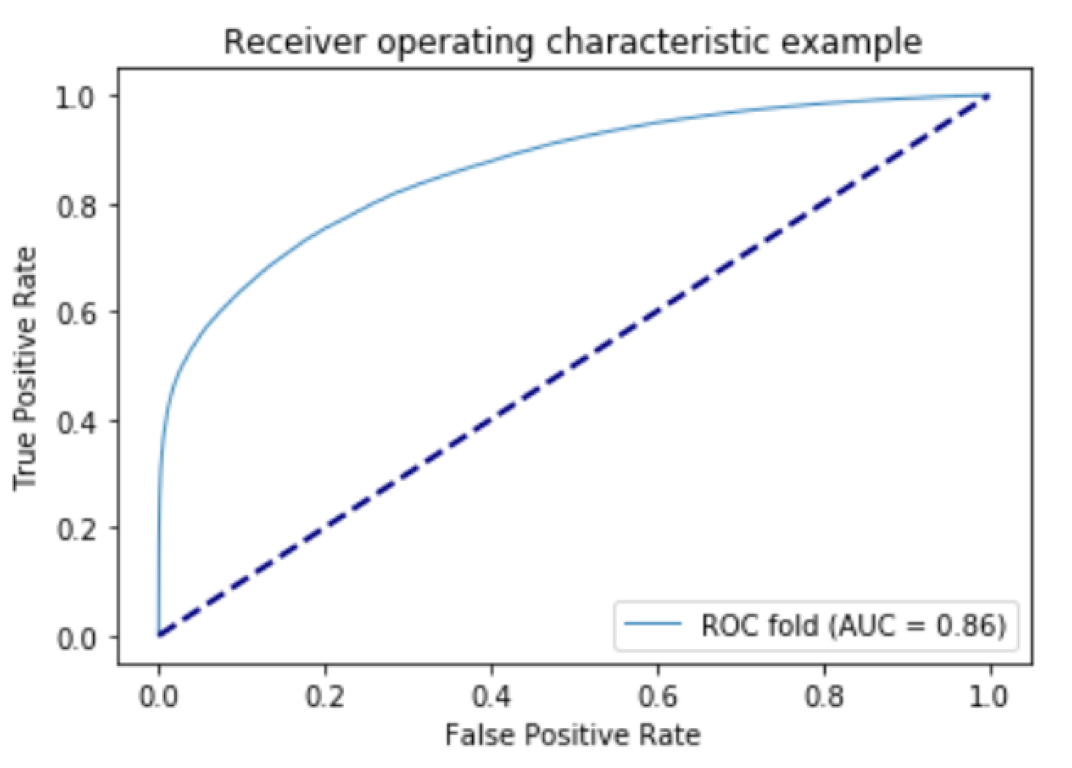 Receiver operating characteristic example
True Positive Rate
1.0
0.8
0.6
0.4
0.2
0.0
ROC fold (AUC = 0.86)
0.0 0.2 0.4 0.6 0.8 1.0
False Positive Rate